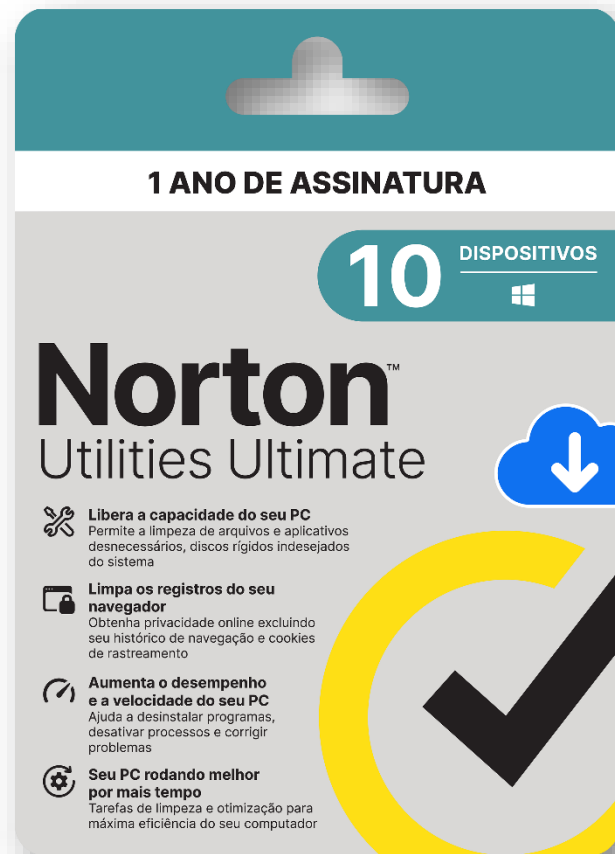 1 ANO DE ASSINATURA
10 DISPOSITIVOS
Norton™
Utilities Ultimate
Libera a capacidade do seu PC
Permite a limpeza de arquivos e aplicativos
desnecessários, discos rígidos indesejados
do sistema
Limpa os registros do seu
navegador
Obtenha privacidade online excluindo
seu histórico de navegação e cookies
de rastreamento
Aumenta o desempenho
e a velocidade do seu PC
Ajuda a desinstalar programas,
desativar processos e corrigir
problemas
Seu PC rodando melhor
por mais tempo
Tarefas de limpeza e otimização para
máxima eficiência do seu computador